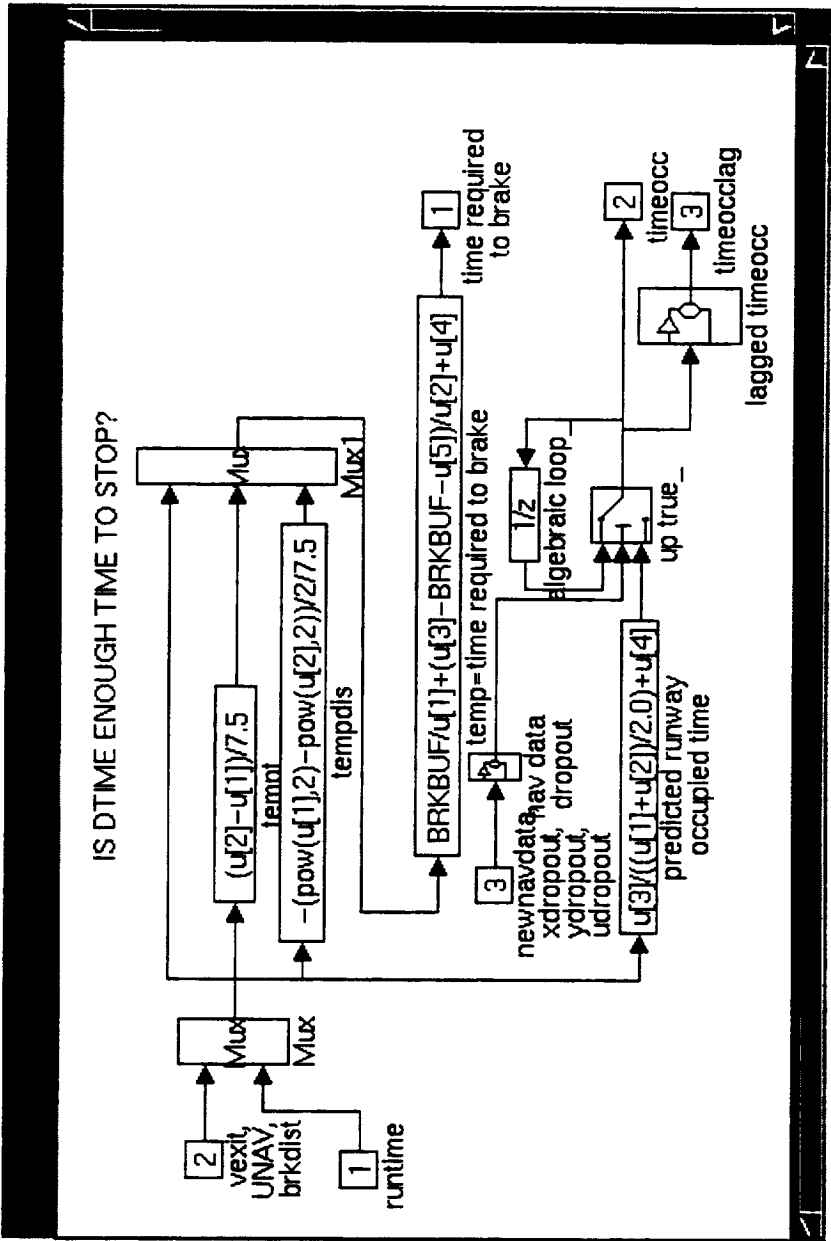 IS DTIME ENOUGH TIME TO STOP?
2
vexit,
UNAV,
brkdist
1
runtime
Mux
Mux
(u[2]-u[1])/7.5
tempt
-(pow(u[1],2)-pow(u[2],2))/2/7.5
tempdis
Mux
Mux1
BRKBUF/u[1]+(u[3]-BRKBUF-u[5])/u[2]+u[4]
temp=time required to brake
1
time required
to brake
3
newnavdata,
xdropout,
ydropout,
udropout
nav data
dropout
1/z
algebraic loop_
up true_
u[3]/((u[1]+u[2])/2.0)+u[4]
predicted runway
occupied time
2
timeocc
3
timeocclag
lagged timeocc